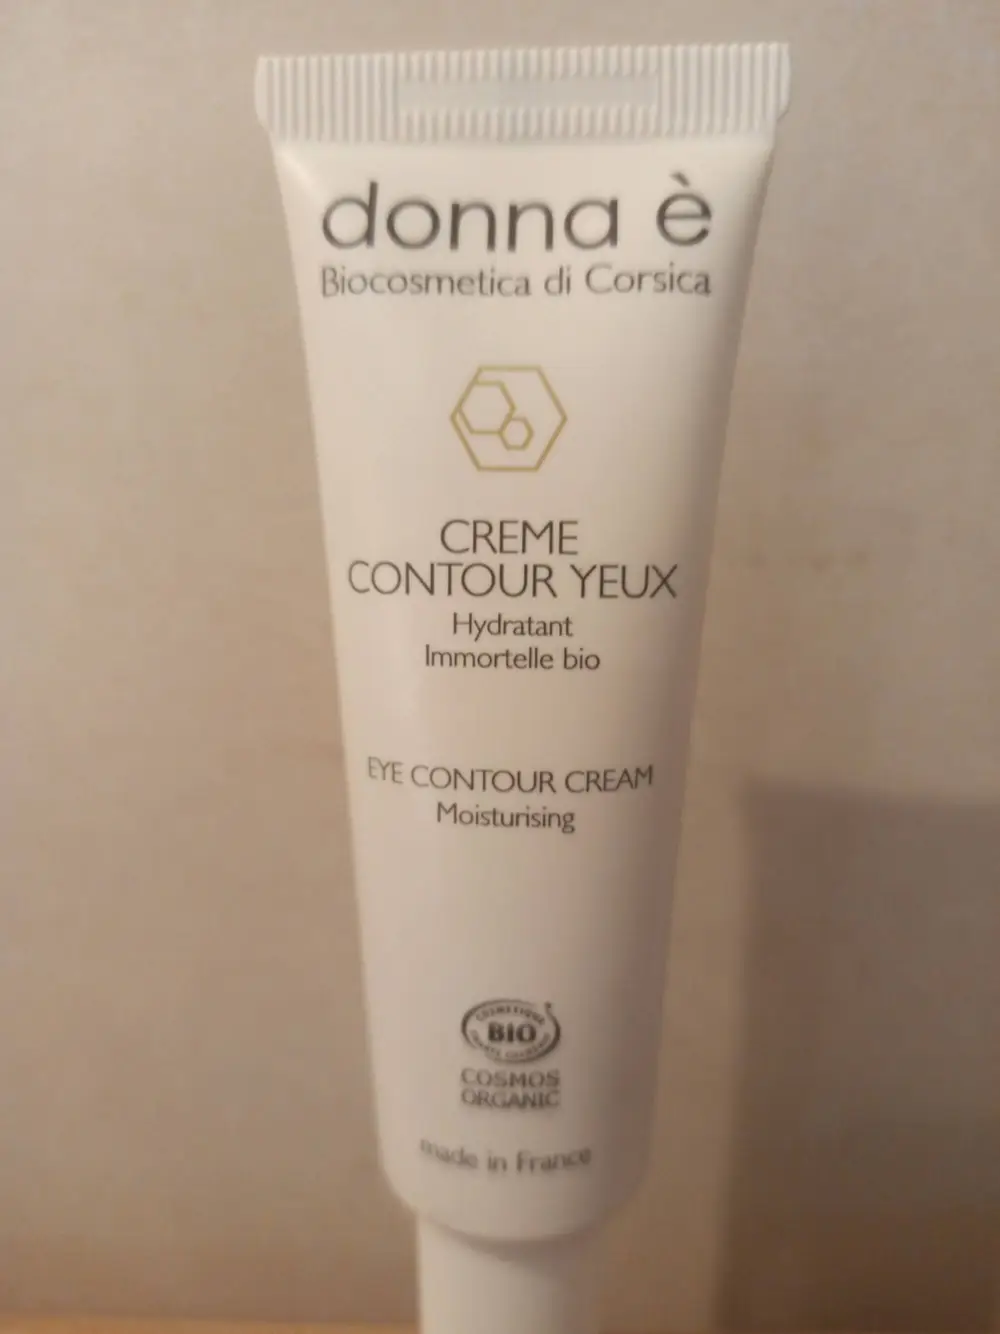 donna è
Biocosmetica di Corsica
CREME
CONTOUR YEUX
Hydratant
Immortelle bio
EYE CONTOUR CREAM
Moisturising
COSMETIQUE
BIO
COSMOS
ORGANIC
made in France